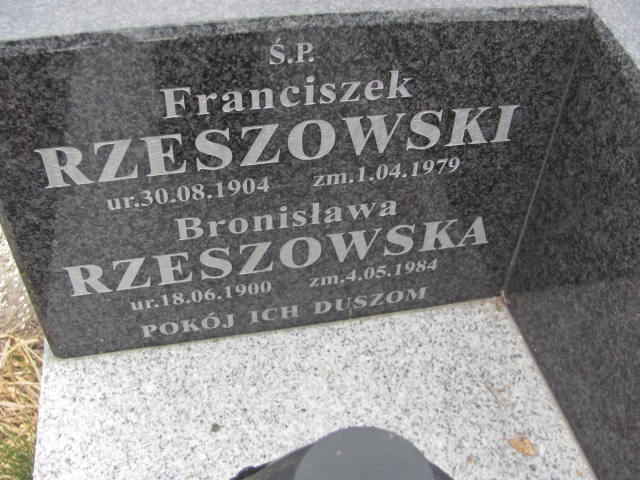 Ś.P.
Franciszek
RZESZOWSKI
ur.30.08.1904 zm.1.04.1979
Bronisława
RZESZOWSKA
ur.18.06.1900 zm.4.05.1984
POKÓJ ICH DUSZOM